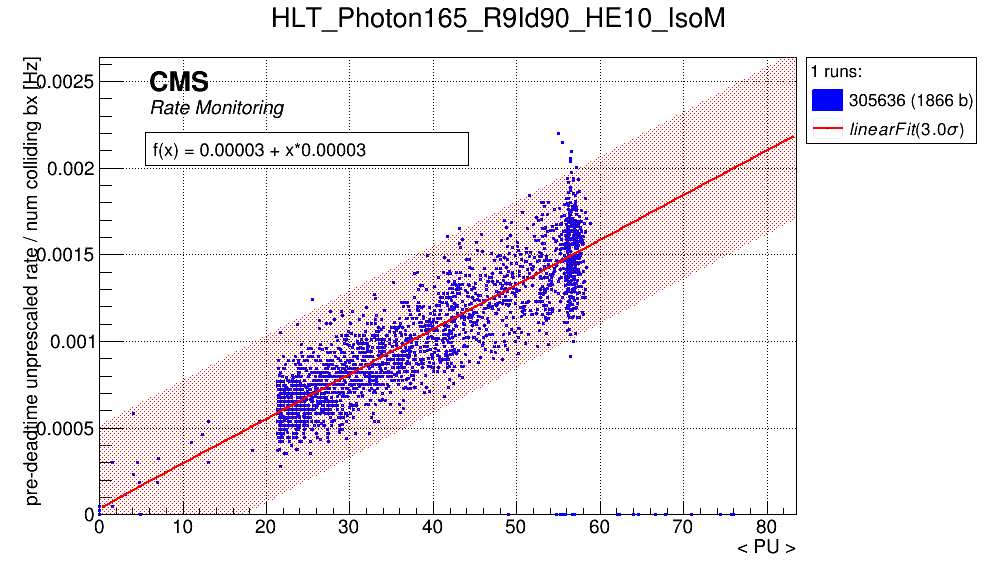 HLT_Photon165_R9Id90_HE10_IsoM
pre-deadtime unprescaled rate / num colliding bx [Hz]
CMS
Rate Monitoring
f(x) = 0.00003 + x*0.00003
0.0025
0.002
0.0015
0.001
0.0005
0
0 10 20 30 40 50 60 70 80
< PU >
1 runs:
305636 (1866 b)
linearFit(3.0σ)